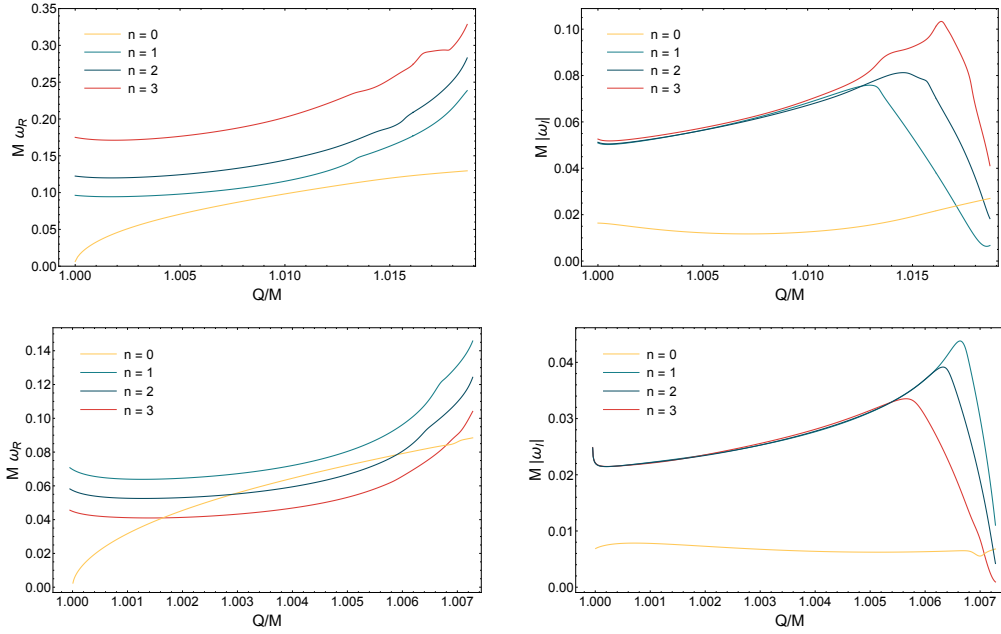 0.35
0.30
0.25
0.20
0.15
0.10
0.05
0.00
M ω_R
n = 0
n = 1
n = 2
n = 3
1.000
1.005
1.010
1.015
Q/M
0.10
0.08
0.06
0.04
0.02
0.00
M |ω_I|
n = 0
n = 1
n = 2
n = 3
1.000
1.005
1.010
1.015
Q/M
0.14
0.12
0.10
0.08
0.06
0.04
0.02
0.00
M ω_R
n = 0
n = 1
n = 2
n = 3
1.000
1.001
1.002
1.003
1.004
1.005
1.006
1.007
Q/M
0.04
0.03
0.02
0.01
0.00
M |ω_I|
n = 0
n = 1
n = 2
n = 3
1.000
1.001
1.002
1.003
1.004
1.005
1.006
1.007
Q/M